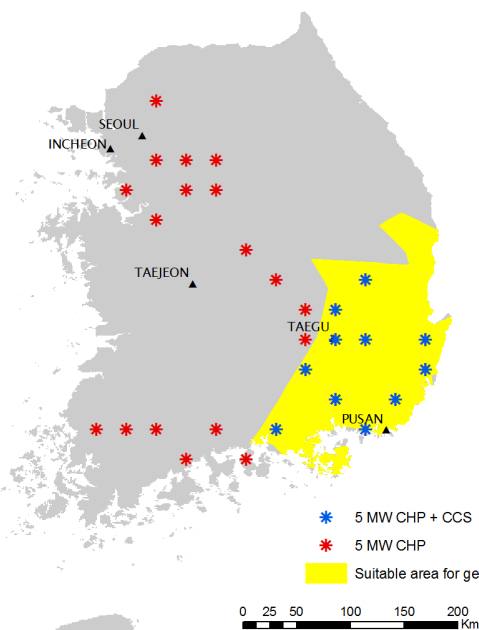 SEOUL
INCHEON
TAEJEON
TAEGU
PUSAN
5 MW CHP + CCS
5 MW CHP
Suitable area for ge
0 25 50 100 150 200
Km